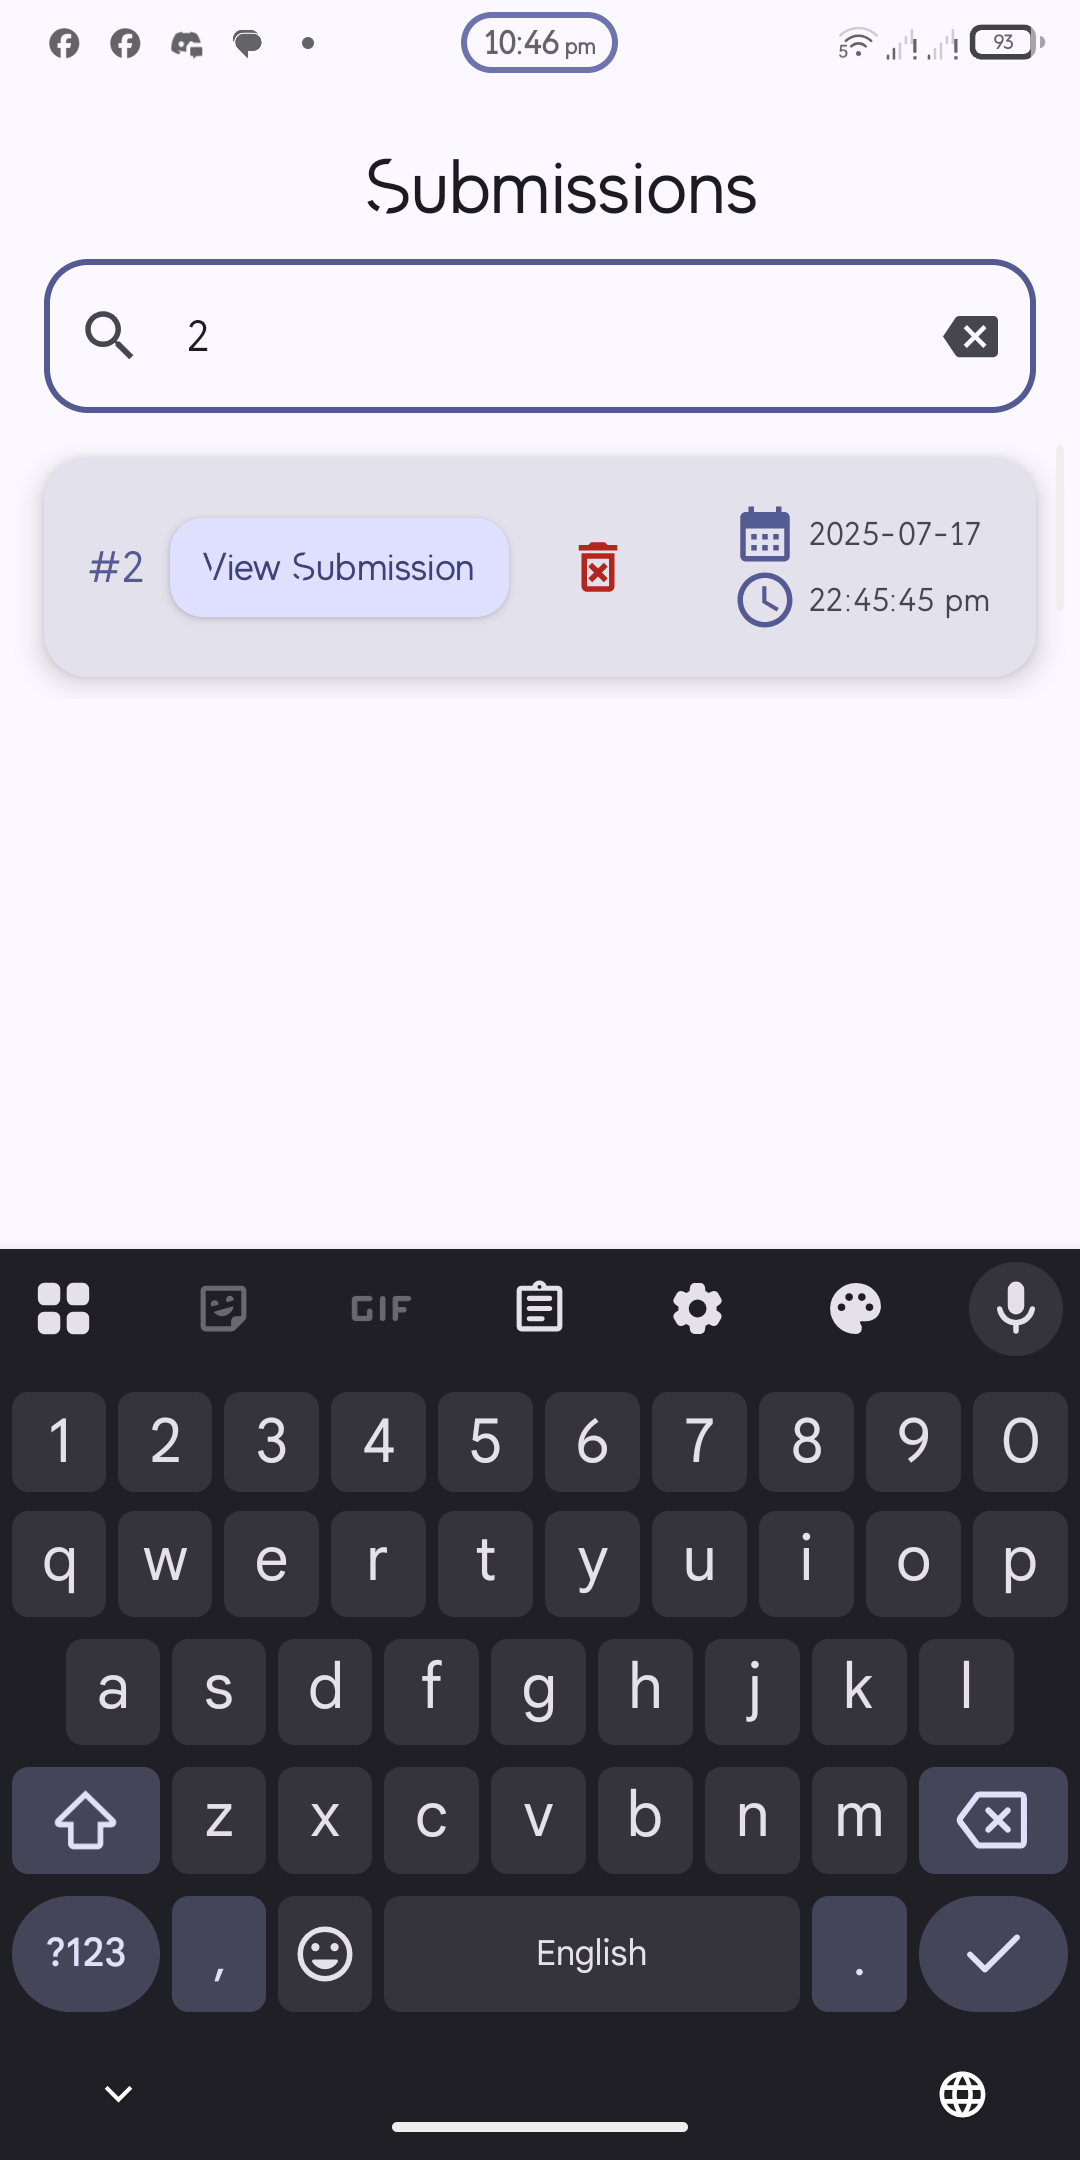 10:46 pm
5
93
Submissions
2
#2 View Submission
2025-07-17
22:45:45 pm
GIF
1 2 3 4 5 6 7 8 9 0
q w e r t y u i o p
a s d f g h j k l
z x c v b n m
?123 , English .